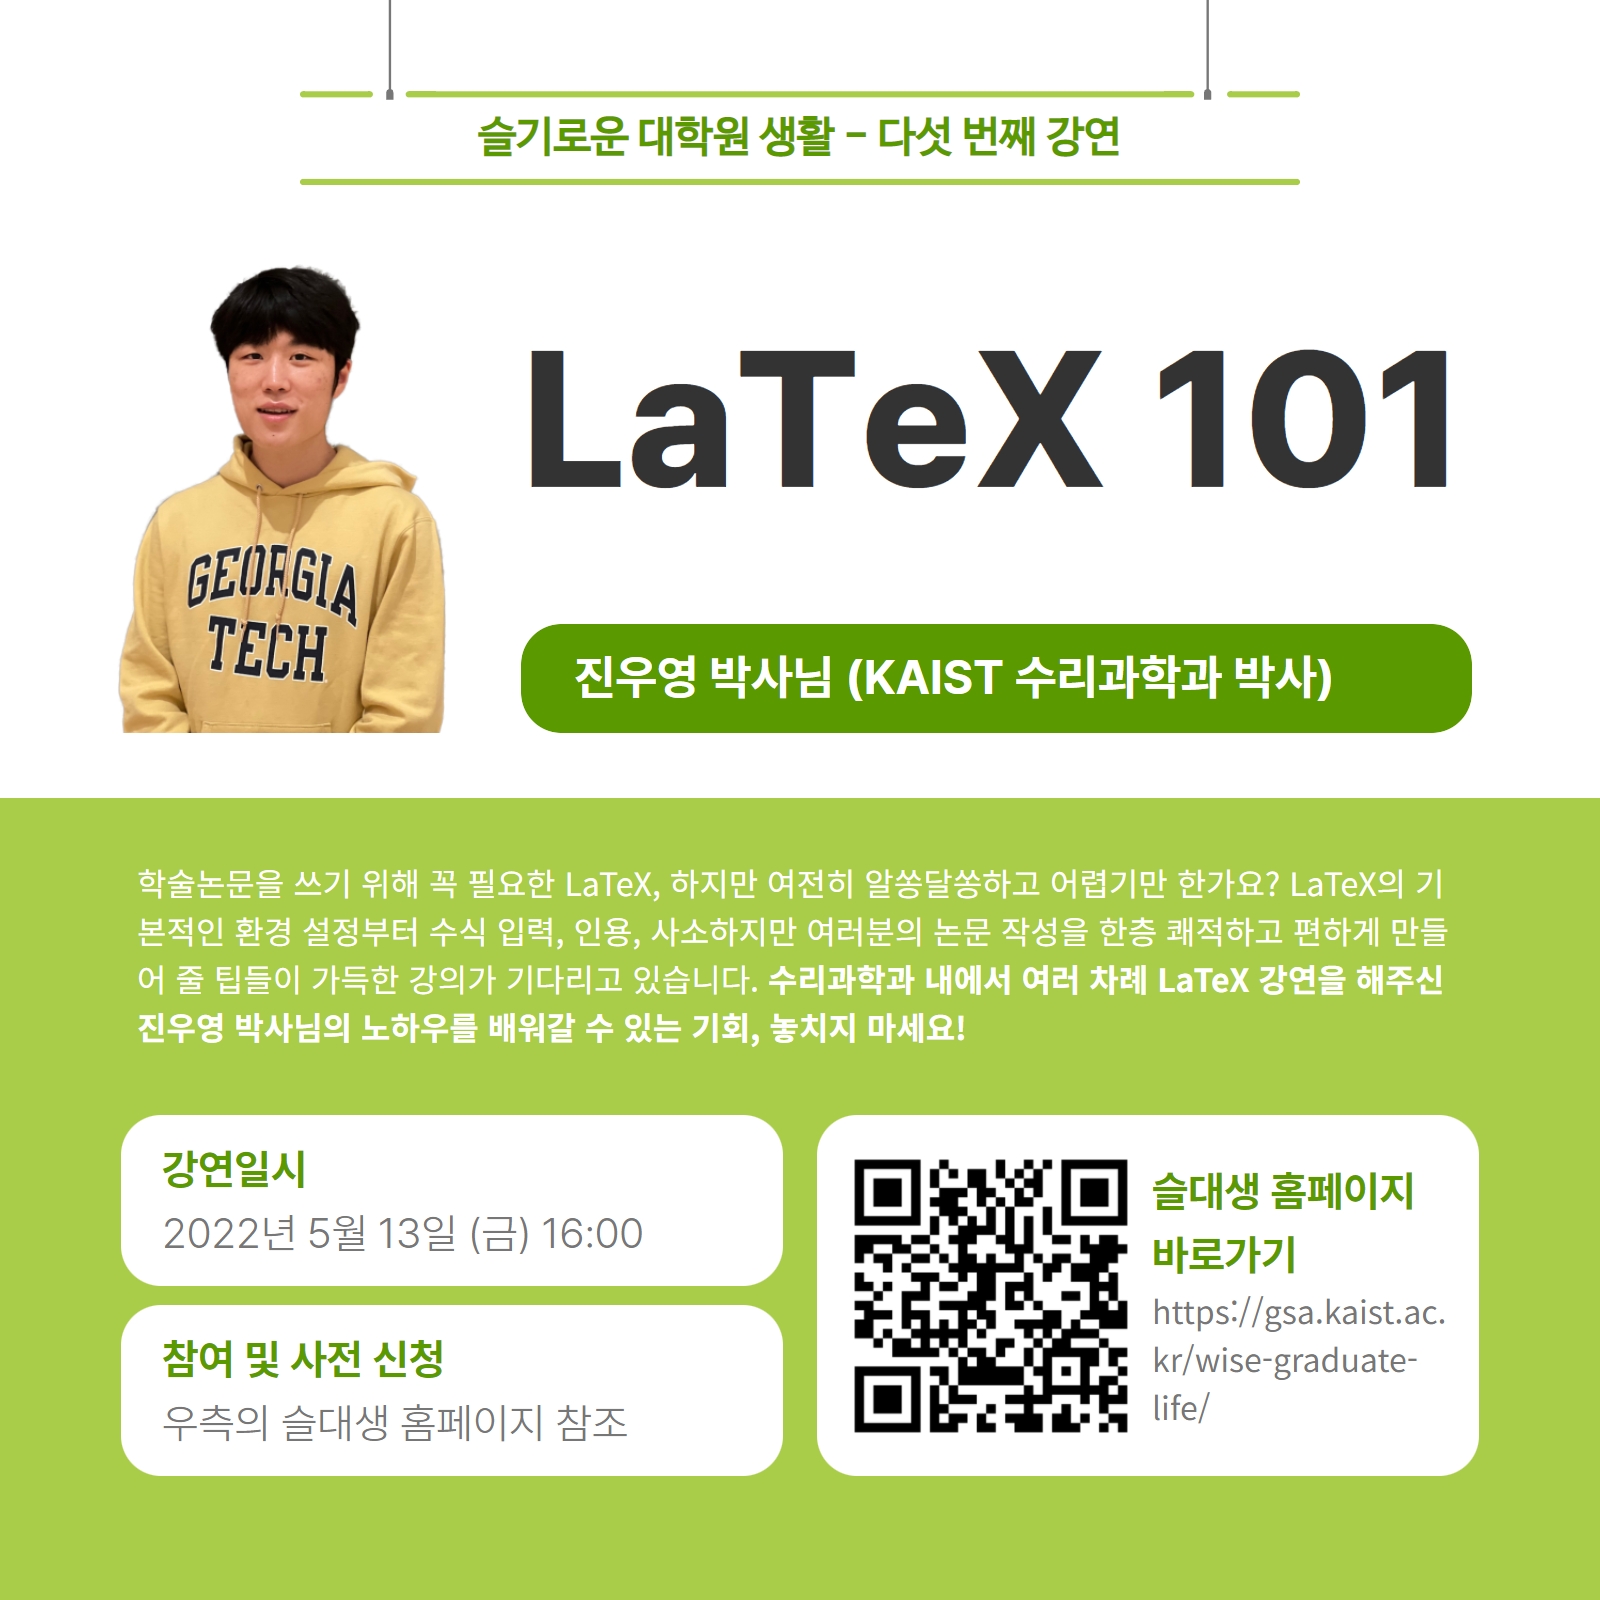 슬기로운 대학원 생활 – 다섯 번째 강연
LaTeX 101
GEORGIA
TECH
진우영 박사님 (KAIST 수리과학과 박사)
학술논문을 쓰기 위해 꼭 필요한 LaTeX, 하지만 여전히 알쏭달쏭하고 어렵기만 한가요? LaTeX의 기
본적인 환경 설정부터 수식 입력, 인용, 사소하지만 여러분의 논문 작성을 한층 쾌적하고 편하게 만들
어 줄 팁들이 가득한 강의가 기다리고 있습니다. 수리과학과 내에서 여러 차례 LaTeX 강연을 해주신
진우영 박사님의 노하우를 배워갈 수 있는 기회, 놓치지 마세요!
강연일시
2022년 5월 13일 (금) 16:00
참여 및 사전 신청
우측의 슬대생 홈페이지 참조
슬대생 홈페이지
바로가기
https://gsa.kaist.ac.
kr/wise-graduate-
life/